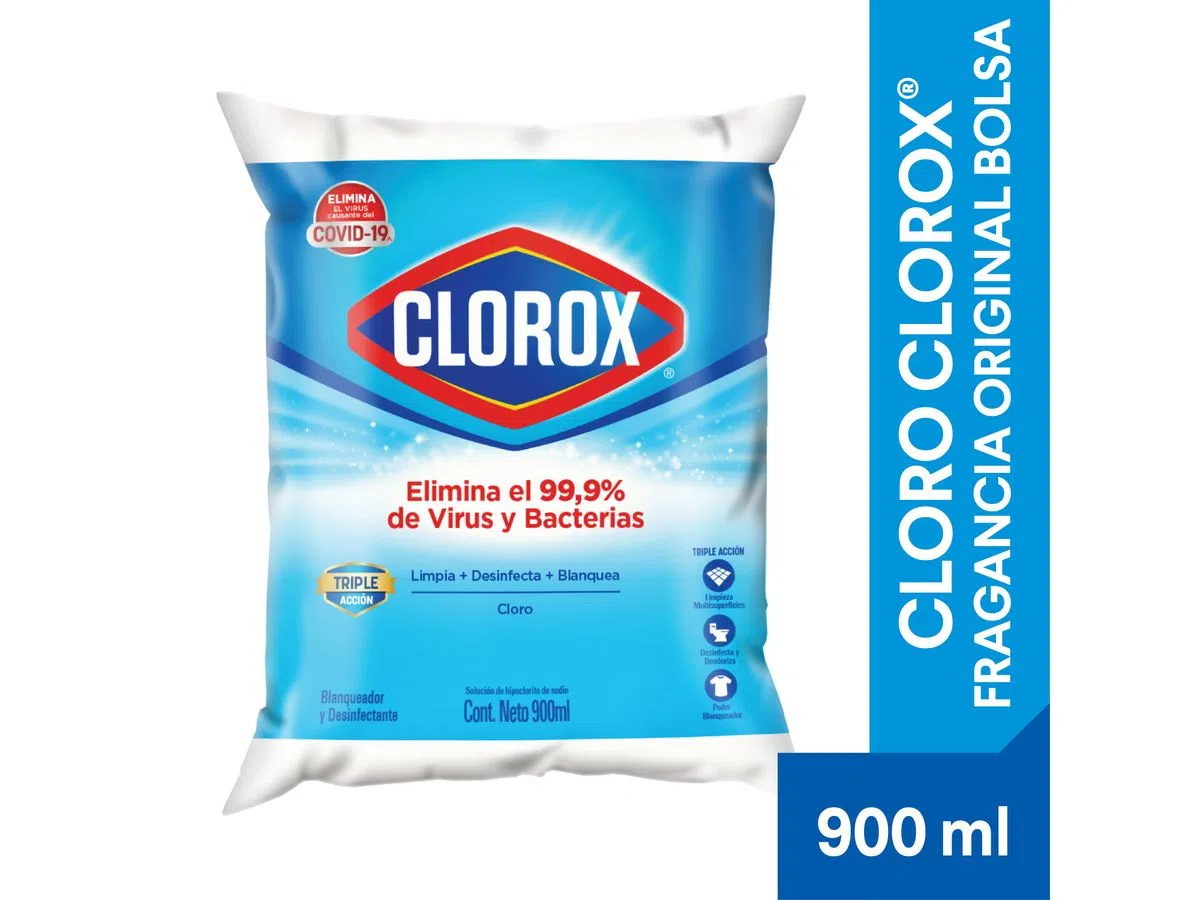 ELIMINA
EL VIRUS
causante del
COVID-19
CLOROX
®
Elimina el 99,9%
de Virus y Bacterias
TRIPLE
ACCIÓN
Limpia + Desinfecta + Blanquea
Cloro
TRIPLE ACCIÓN
Limpieza
Multisuperficies
Desinfecta y
Deodoriza
Poder
Blanqueador
Blanqueador
y Desinfectante
Solución de hipoclorito de sodio
Cont. Neto 900ml
CLORO CLOROX®
FRAGANCIA ORIGINAL BOLSA
900 ml